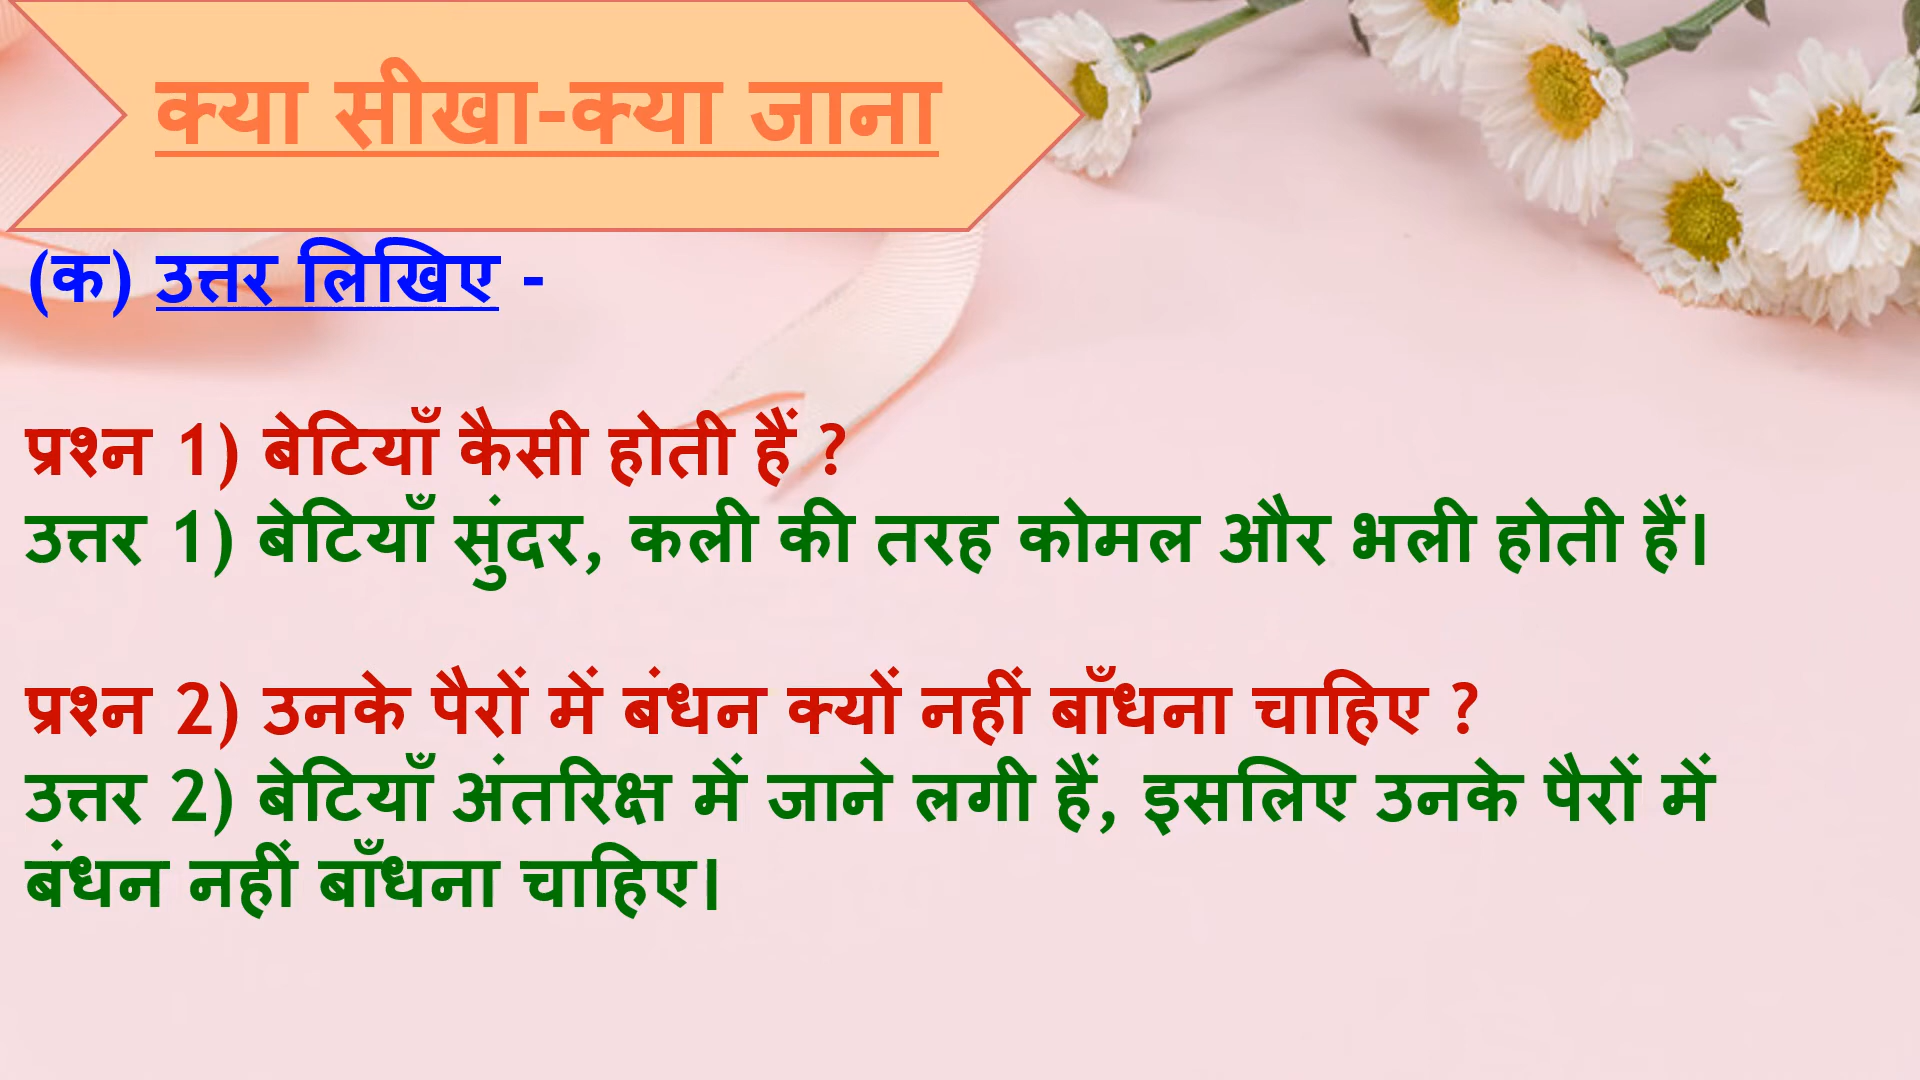 क्या सीखा-क्या जाना
(क) उत्तर लिखिए -
प्रश्न 1) बेटियाँ कैसी होती हैं ?
उत्तर 1) बेटियाँ सुंदर, कली की तरह कोमल और भली होती हैं।
प्रश्न 2) उनके पैरों में बंधन क्यों नहीं बाँधना चाहिए ?
उत्तर 2) बेटियाँ अंतरिक्ष में जाने लगी हैं, इसलिए उनके पैरों में
बंधन नहीं बाँधना चाहिए।